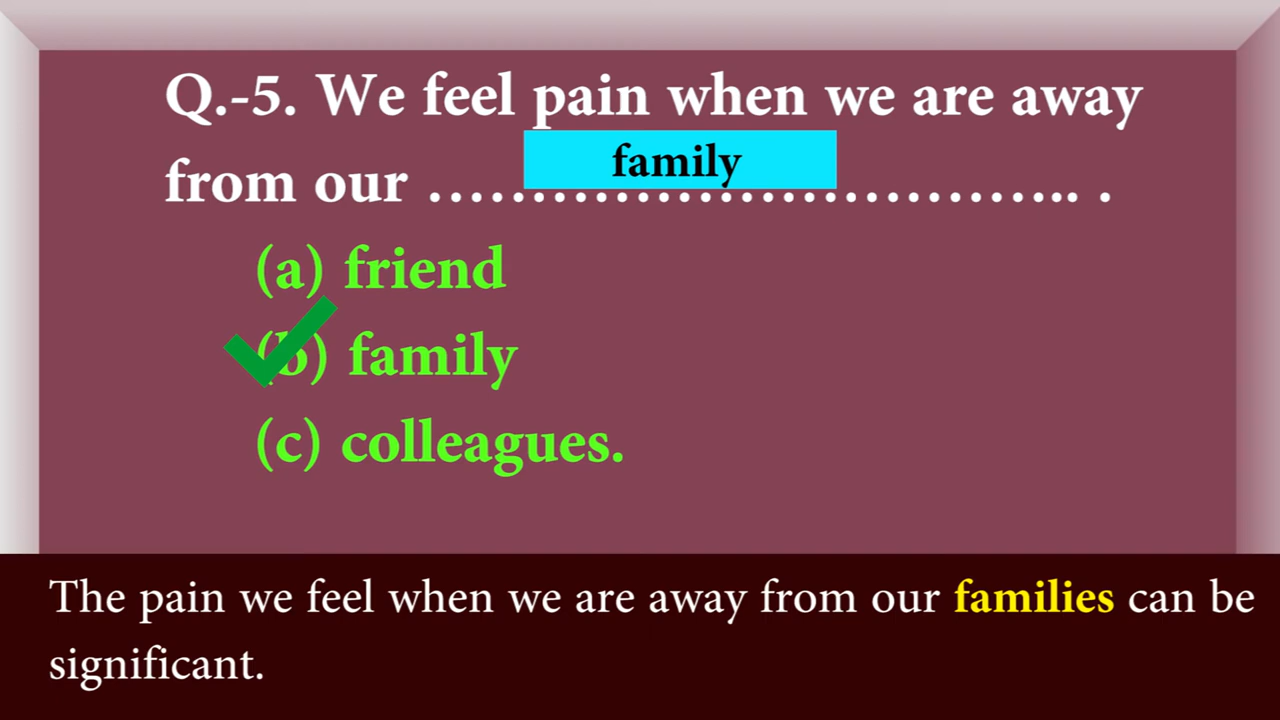 Q.-5. We feel pain when we are away
family
from our ………………………………….. .
(a) friend
(b) family
(c) colleagues.
The pain we feel when we are away from our families can be
significant.